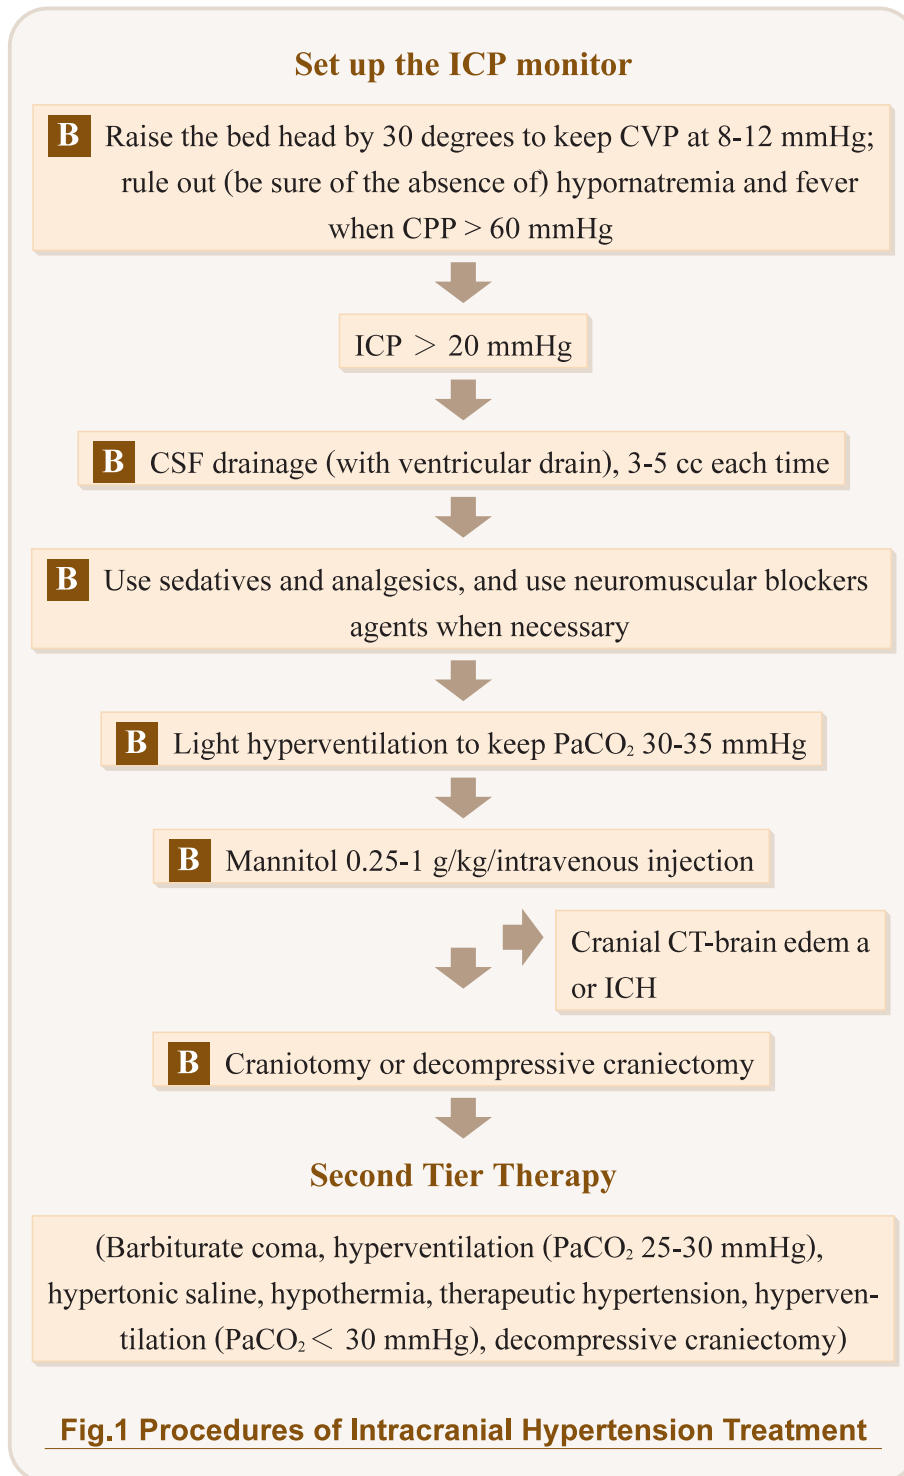 Set up the ICP monitor
B Raise the bed head by 30 degrees to keep CVP at 8-12 mmHg;
rule out (be sure of the absence of) hypornatremia and fever
when CPP > 60 mmHg
ICP > 20 mmHg
B CSF drainage (with ventricular drain), 3-5 cc each time
B Use sedatives and analgesics, and use neuromuscular blockers
agents when necessary
B Light hyperventilation to keep PaCO₂ 30-35 mmHg
B Mannitol 0.25-1 g/kg/intravenous injection
Cranial CT-brain edem a
or ICH
B Craniotomy or decompressive craniectomy
Second Tier Therapy
(Barbiturate coma, hyperventilation (PaCO₂ 25-30 mmHg),
hypertonic saline, hypothermia, therapeutic hypertension, hyperven-
tilation (PaCO₂ < 30 mmHg), decompressive craniectomy)
Fig.1 Procedures of Intracranial Hypertension Treatment